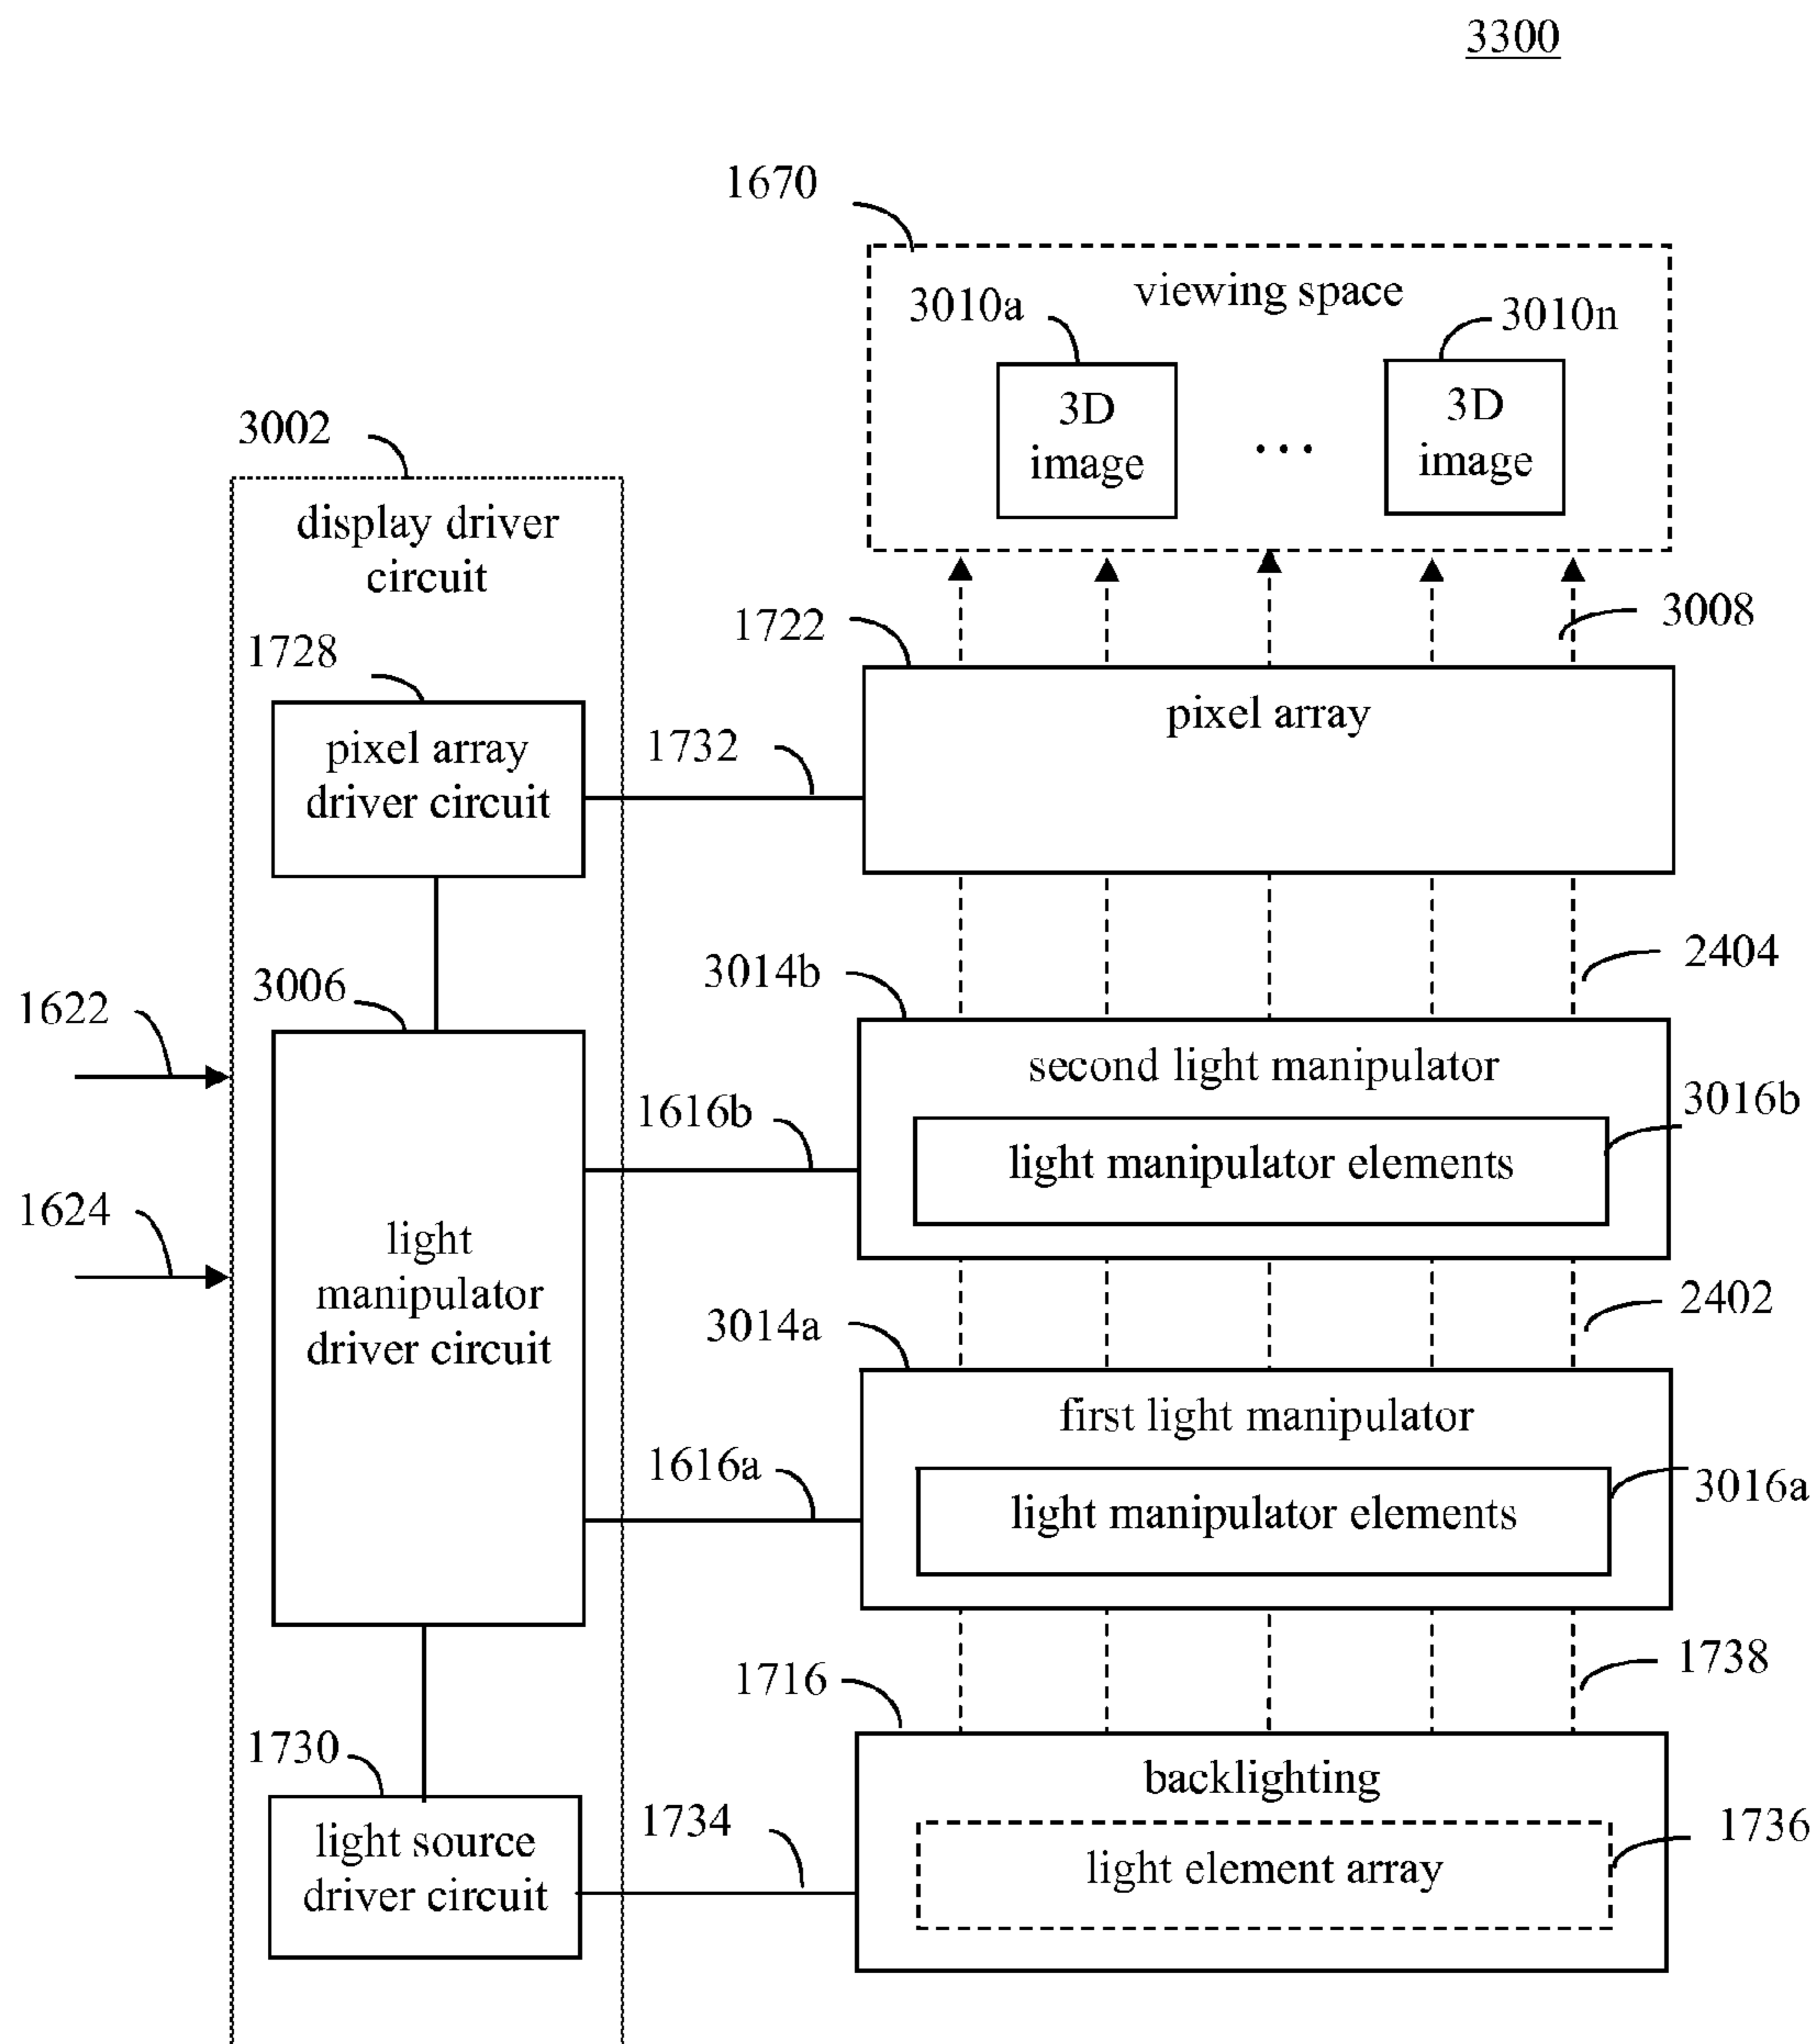 3300
1670
viewing space
3010a
3010n
3D
image
...
3D
image
3002
display driver
circuit
3008
1722
1728
pixel array
1732
pixel array
driver circuit
2404
3014b
3006
1622
second light manipulator
3016b
1616b
light manipulator elements
1624
light
manipulator
driver circuit
2402
3014a
first light manipulator
1616a
3016a
light manipulator elements
1738
1716
1730
backlighting
1734
1736
light source
driver circuit
light element array